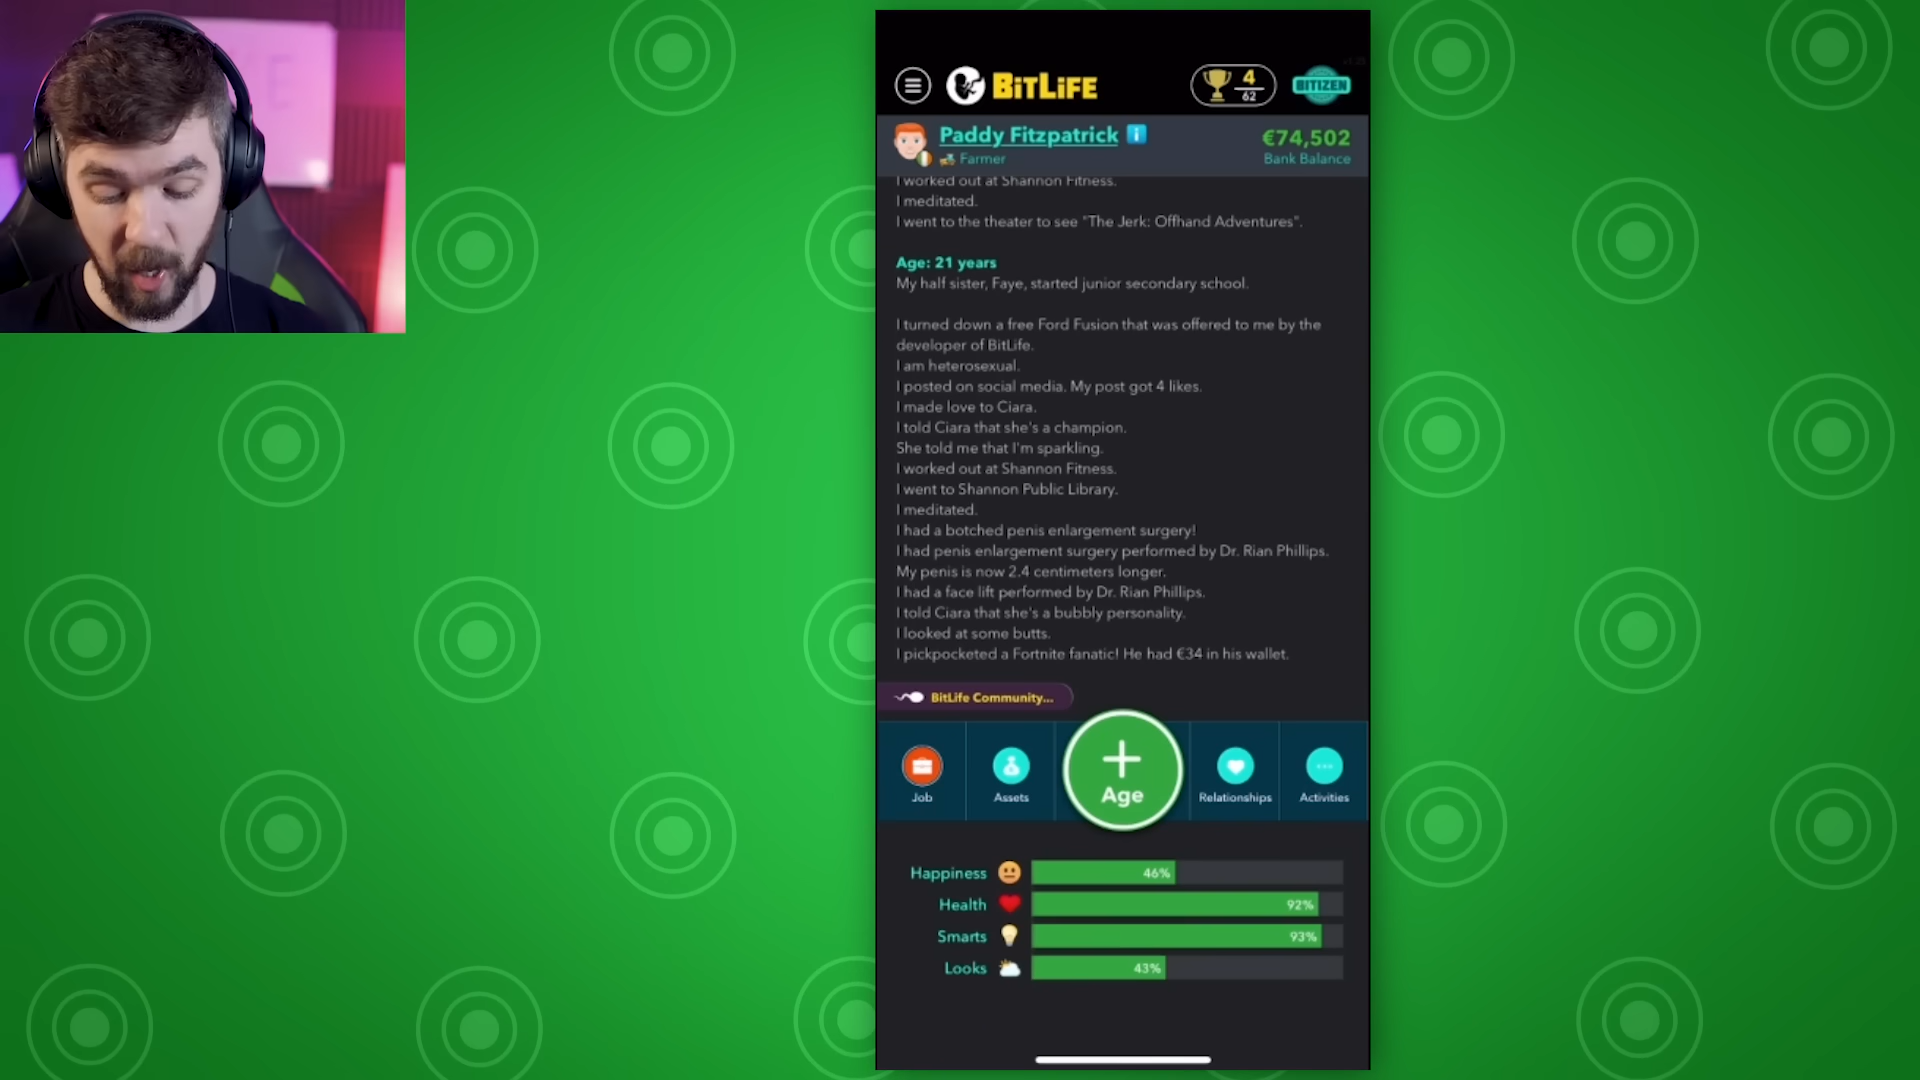 BiTLiFE
4
62
BITIZEN
Paddy Fitzpatrick
€74,502
Farmer
Bank Balance
I worked out at Shannon Fitness.
I meditated.
I went to the theater to see "The Jerk: Offhand Adventures".
Age: 21 years
My half sister, Faye, started junior secondary school.
I turned down a free Ford Fusion that was offered to me by the
developer of BitLife.
I am heterosexual.
I posted on social media. My post got 4 likes.
I made love to Ciara.
I told Ciara that she's a champion.
She told me that I'm sparkling.
I worked out at Shannon Fitness.
I went to Shannon Public Library.
I meditated.
I had a botched penis enlargement surgery!
I had penis enlargement surgery performed by Dr. Rian Phillips.
My penis is now 2.4 centimeters longer.
I had a face lift performed by Dr. Rian Phillips.
I told Ciara that she's a bubbly personality.
I looked at some butts.
I pickpocketed a Fortnite fanatic! He had €34 in his wallet.
BitLife Community...
Job
Assets
Age
Relationships
Activities
Happiness 46%
Health 92%
Smarts 93%
Looks 43%